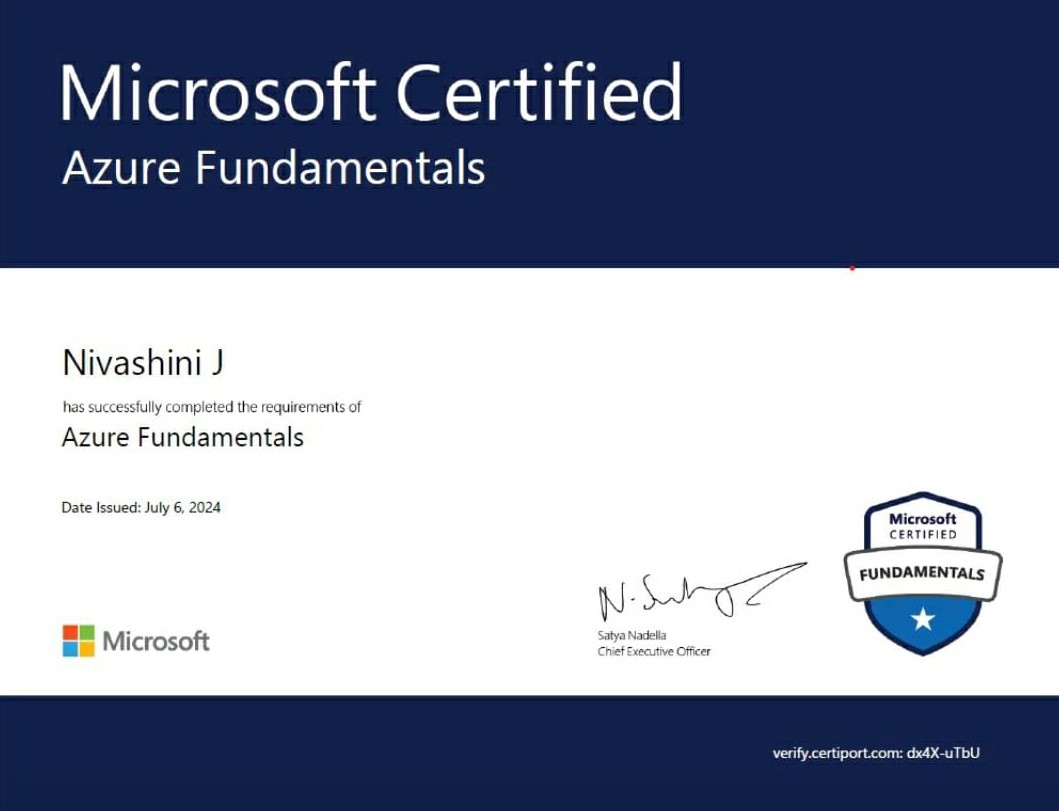 Microsoft Certified
Azure Fundamentals
Nivashini J
has successfully completed the requirements of
Azure Fundamentals
Date Issued: July 6, 2024
Microsoft
CERTIFIED
FUNDAMENTALS
N. Satya
Satya Nadella
Chief Executive Officer
Microsoft
verify.certiport.com: dx4X-uTbU